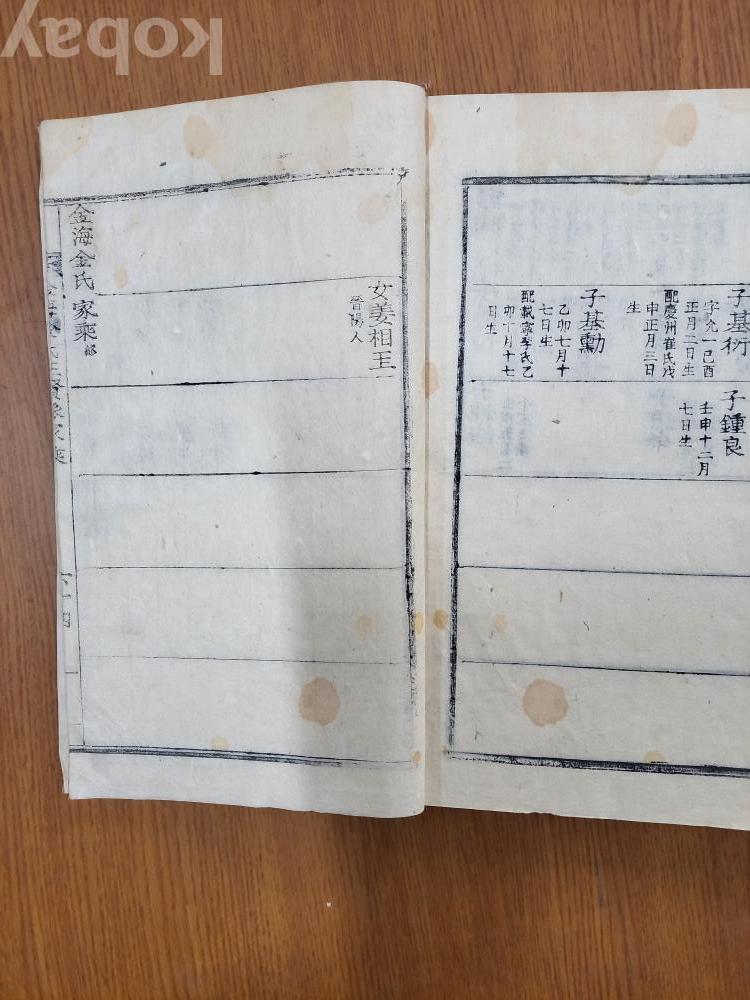 kobay
子基衍
字允一己酉
正月二日生
配慶州崔氏戊
申正月三日
生
子鍾良
壬申十二月
七日生
子基勳
乙卯七月十
七日生
配載寧李氏乙
卯十月十七
日生
女姜相王
晉陽人
金海金氏家乘